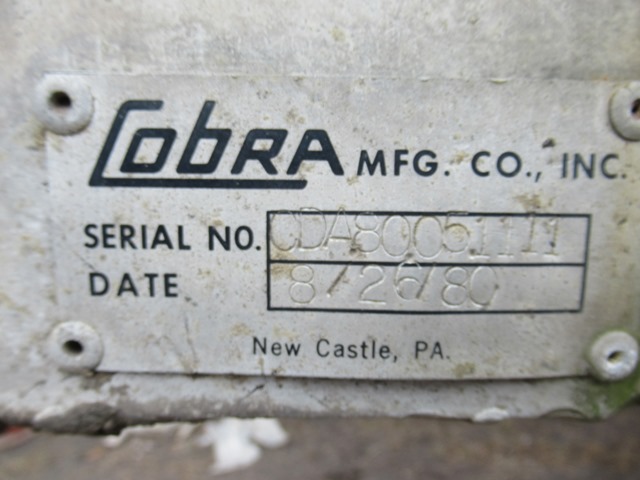 Cobra MFG. CO., INC.
SERIAL NO. CDA80051111
DATE 8/26/80
New Castle, PA.